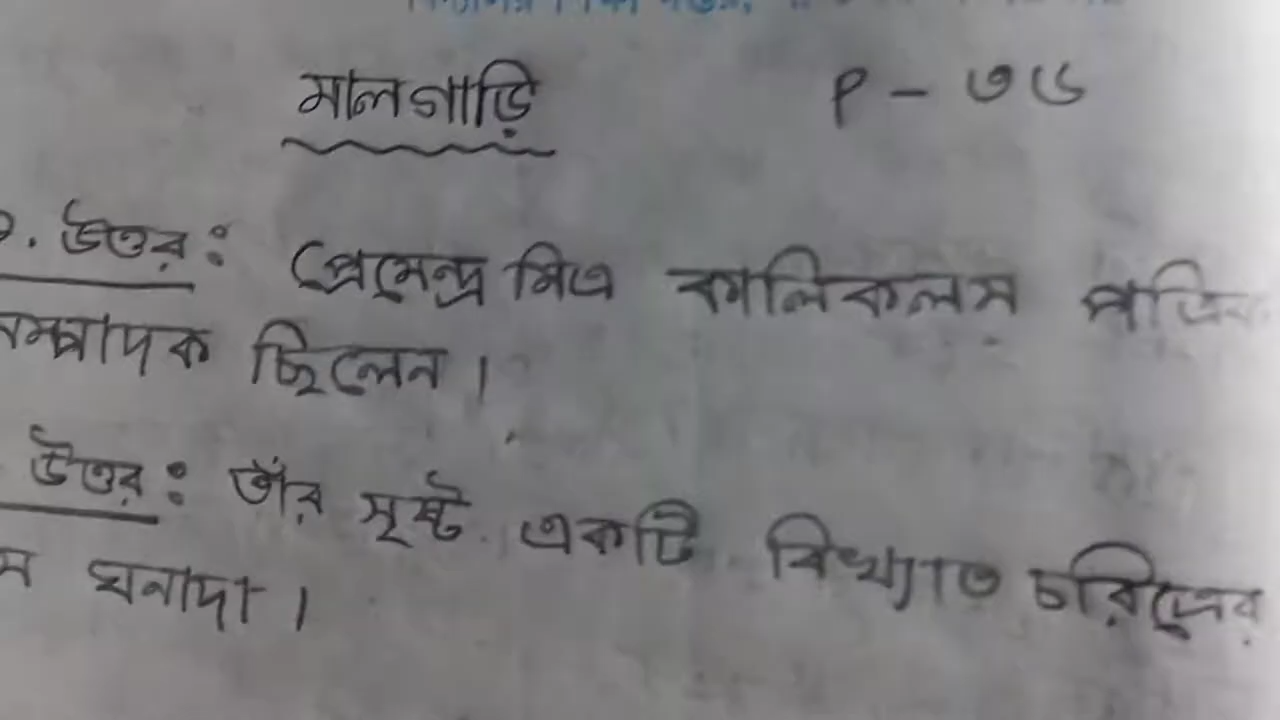 মালগাড়ি P - ৩৬
উত্তর: প্রেমেন্দ্র মিত্র কালিকলম
সম্পাদক ছিলেন।
উত্তর: তাঁর সৃষ্ট একটি বিখ্যাত চরিত্রের
ঘনাদা।